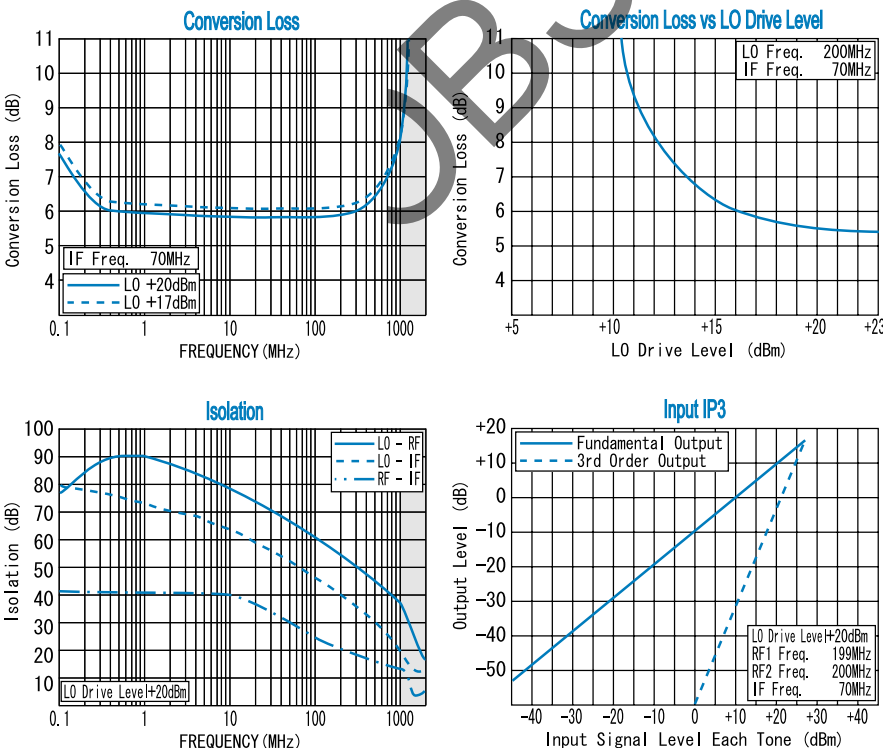 Conversion Loss
11
10
9
8
7
6
5
4
Conversion Loss (dB)
IF Freq. 70MHz
LO +20dBm
LO +17dBm
0.1 1 10 100 1000
FREQUENCY(MHz)
Conversion Loss vs LO Drive Level
11
10
9
8
7
6
5
4
Conversion Loss (dB)
LO Freq. 200MHz
IF Freq. 70MHz
+5 +10 +15 +20 +23
LO Drive Level (dBm)
Isolation
100
90
80
70
60
50
40
30
20
10
Isolation (dB)
LO - RF
LO - IF
RF - IF
LO Drive Level+20dBm
0.1 1 10 100 1000
FREQUENCY(MHz)
Input IP3
+20
+10
0
-10
-20
-30
-40
-50
Output Level (dB)
Fundamental Output
3rd Order Output
LO Drive Level+20dBm
RF1 Freq. 199MHz
RF2 Freq. 200MHz
IF Freq. 70MHz
-40 -30 -20 -10 0 +10 +20 +30 +40
Input Signal Level Each Tone (dBm)